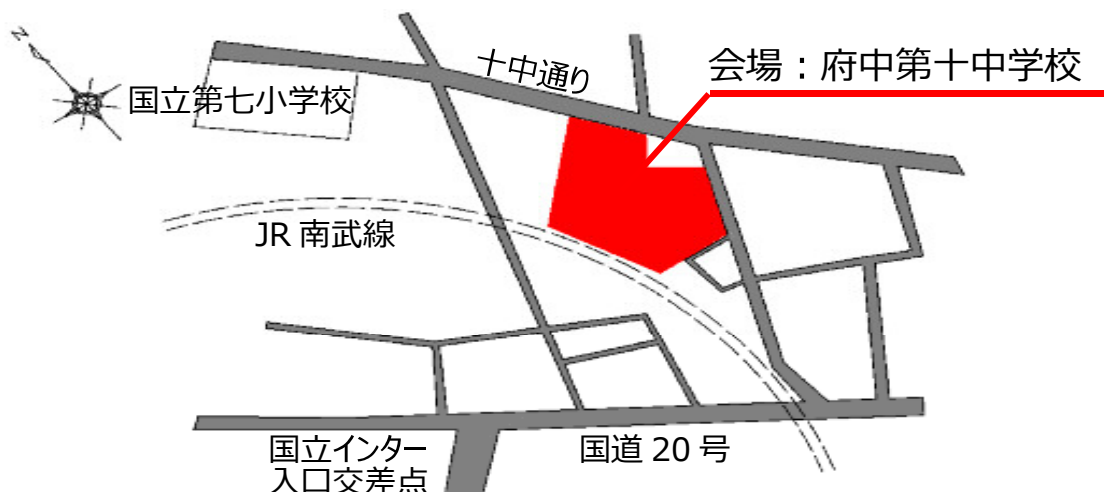 N
十中通り
会場：府中第十中学校
国立第七小学校
JR 南武線
国立インター
入口交差点
国道 20 号